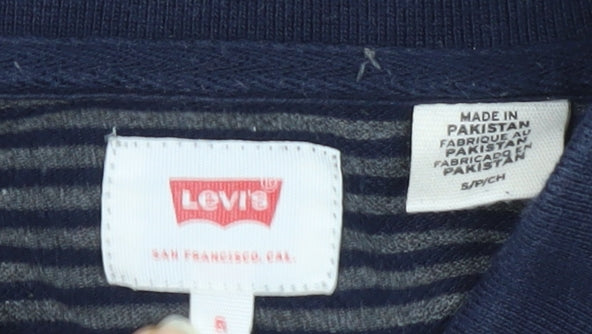 Levi's®
SAN FRANCISCO, CAL.
S
MADE IN
PAKISTAN
FABRIQUE AU
PAKISTAN
FABRICADO EN
PAKISTAN
S/P/CH